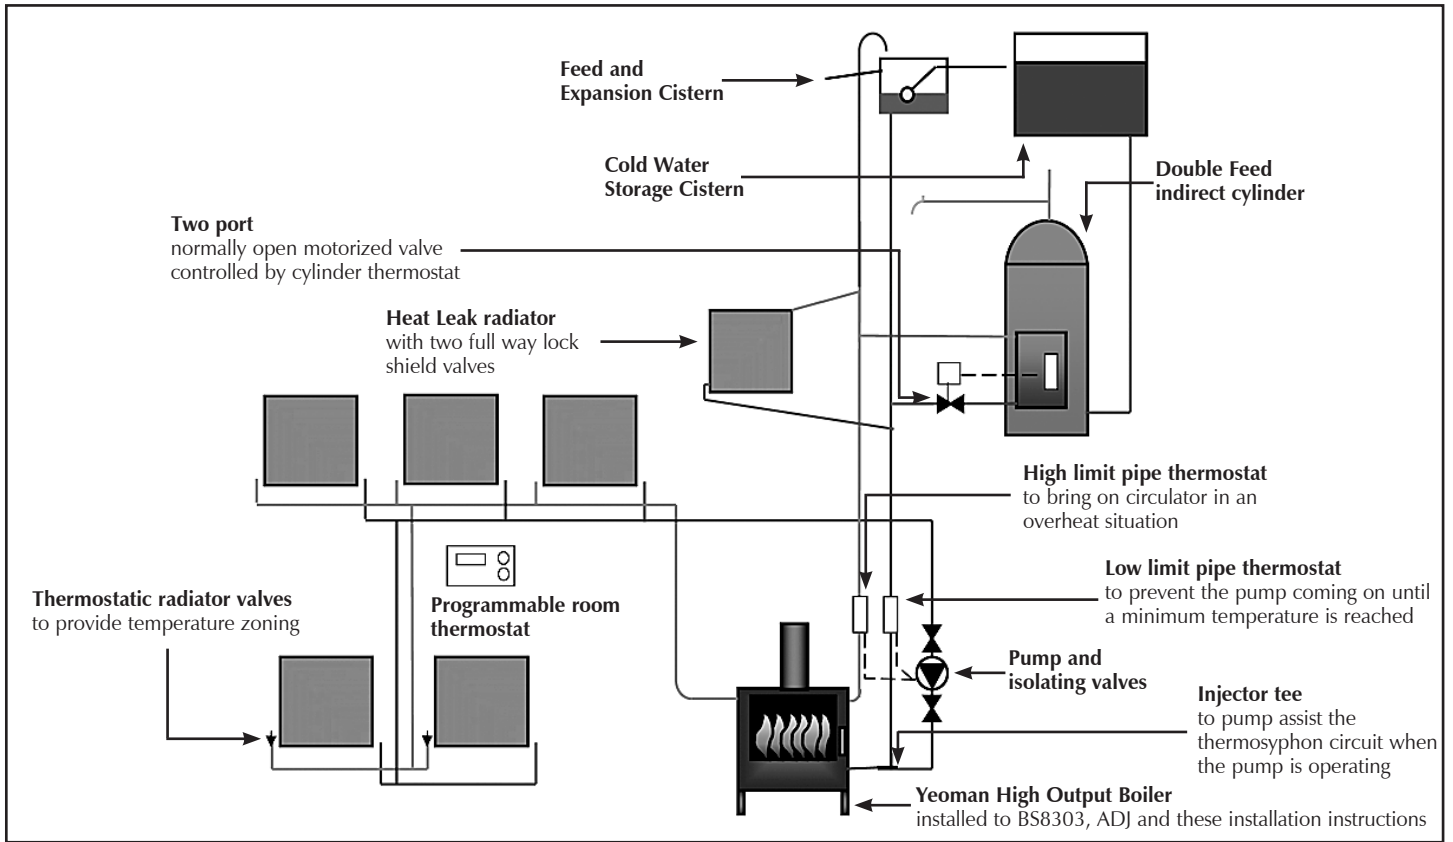 Feed and
Expansion Cistern
Cold Water
Storage Cistern
Double Feed
indirect cylinder
Two port
normally open motorized valve
controlled by cylinder thermostat
Heat Leak radiator
with two full way lock
shield valves
High limit pipe thermostat
to bring on circulator in an
overheat situation
Low limit pipe thermostat
to prevent the pump coming on until
a minimum temperature is reached
Thermostatic radiator valves
to provide temperature zoning
Programmable room
thermostat
Pump and
isolating valves
Injector tee
to pump assist the
thermosyphon circuit when
the pump is operating
Yeoman High Output Boiler
installed to BS8303, ADJ and these installation instructions